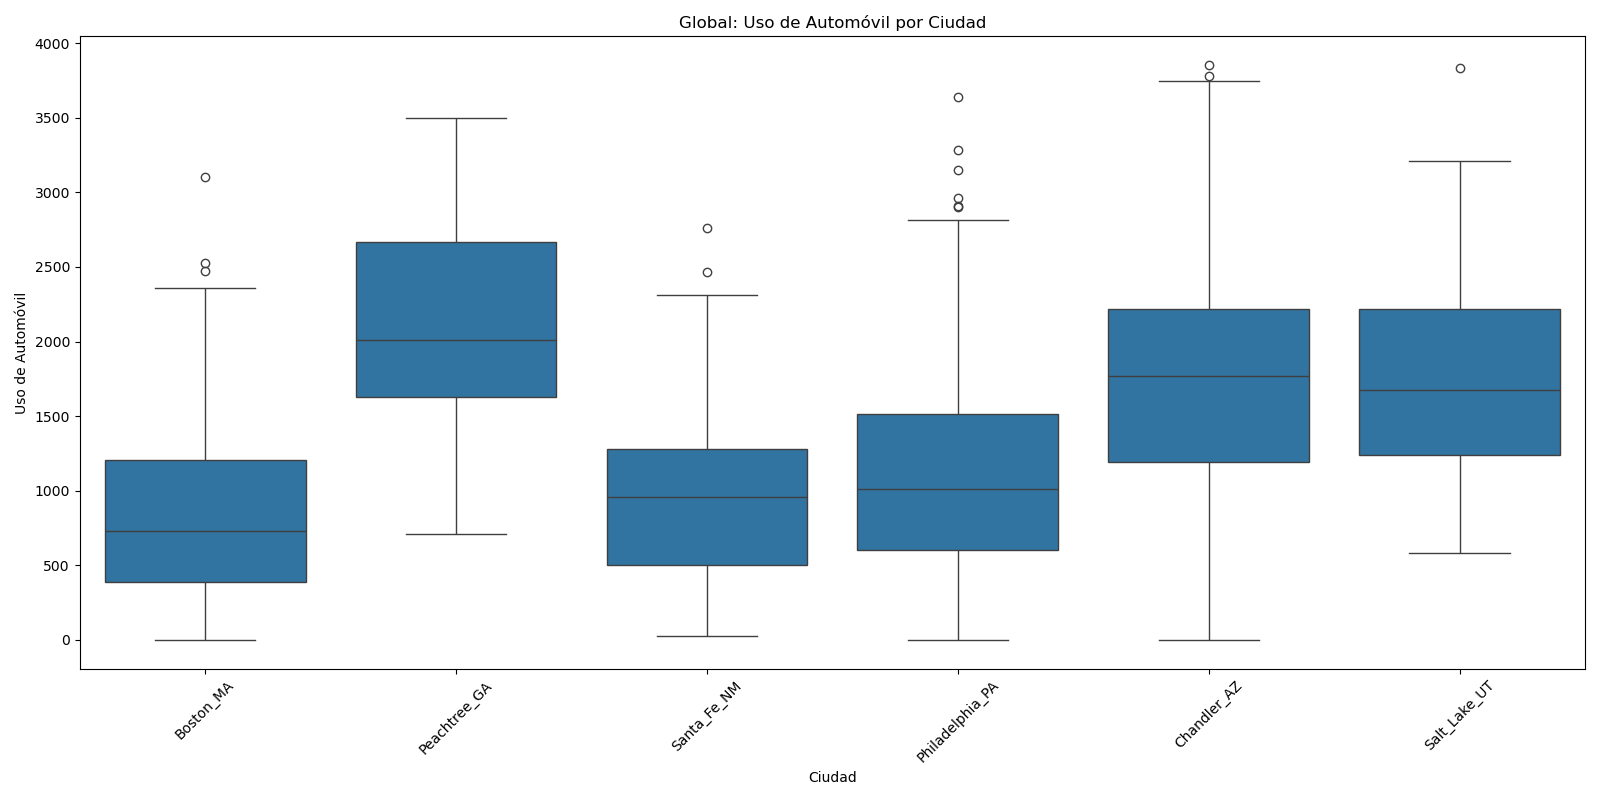 Global: Uso de Automóvil por Ciudad
4000
3500
3000
2500
2000
1500
1000
500
0
Uso de Automóvil
Boston_MA
Peachtree_GA
Santa_Fe_NM
Philadelphia_PA
Chandler_AZ
Salt_Lake_UT
Ciudad